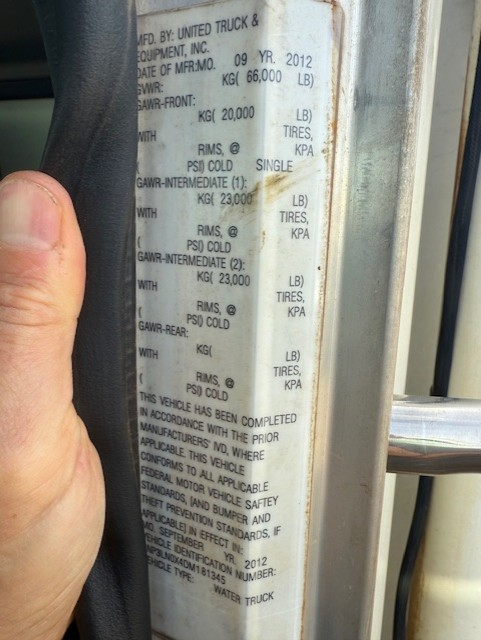 MFD. BY: UNITED TRUCK &
EQUIPMENT, INC.
DATE OF MFR:MO. 09 YR. 2012
GVWR: KG( 66,000 LB)
GAWR-FRONT:
KG( 20,000 LB)
WITH TIRES,
RIMS, @ KPA
( PSI) COLD SINGLE
GAWR-INTERMEDIATE (1):
KG( 23,000 LB)
WITH TIRES,
RIMS, @ KPA
( PSI) COLD
GAWR-INTERMEDIATE (2):
KG( 23,000 LB)
WITH TIRES,
RIMS, @ KPA
( PSI) COLD
GAWR-REAR:
KG( LB)
WITH TIRES,
RIMS, @ KPA
( PSI) COLD
THIS VEHICLE HAS BEEN COMPLETED
IN ACCORDANCE WITH THE PRIOR
MANUFACTURERS' IVD, WHERE
APPLICABLE. THIS VEHICLE
CONFORMS TO ALL APPLICABLE
FEDERAL MOTOR VEHICLE SAFTEY
STANDARDS, [AND BUMPER AND
THEFT PREVENTION STANDARDS, IF
APPLICABLE] IN EFFECT IN:
MO. SEPTEMBER YR. 2012
VEHICLE IDENTIFICATION NUMBER:
VEHICLE TYPE: WATER TRUCK